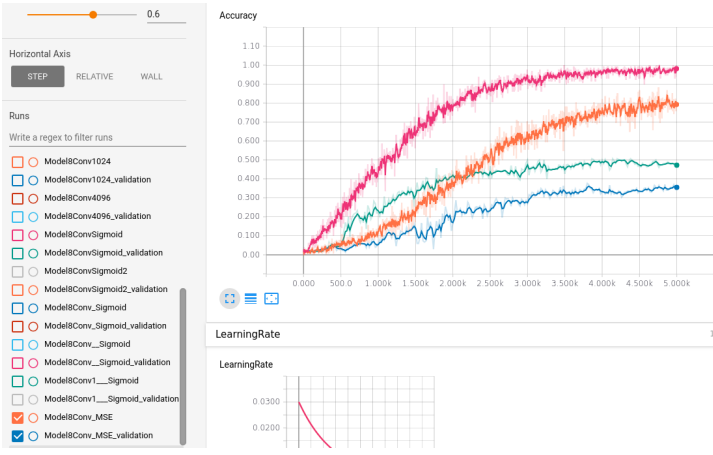 0.6
Horizontal Axis
STEP RELATIVE WALL
Runs
Write a regex to filter runs
Model8Conv1024
Model8Conv1024_validation
Model8Conv4096
Model8Conv4096_validation
Model8ConvSigmoid
Model8ConvSigmoid_validation
Model8ConvSigmoid2
Model8ConvSigmoid2_validation
Model8Conv_Sigmoid
Model8Conv_Sigmoid_validation
Model8Conv__Sigmoid
Model8Conv__Sigmoid_validation
Model8Conv1___Sigmoid
Model8Conv1___Sigmoid_validation
Model8Conv_MSE
Model8Conv_MSE_validation
Accuracy
1.10
1.00
0.900
0.800
0.700
0.600
0.500
0.400
0.300
0.200
0.100
0.00
0.000 500.0 1.000k 1.500k 2.000k 2.500k 3.000k 3.500k 4.000k 4.500k 5.000k
LearningRate
1
LearningRate
0.0300
0.0200